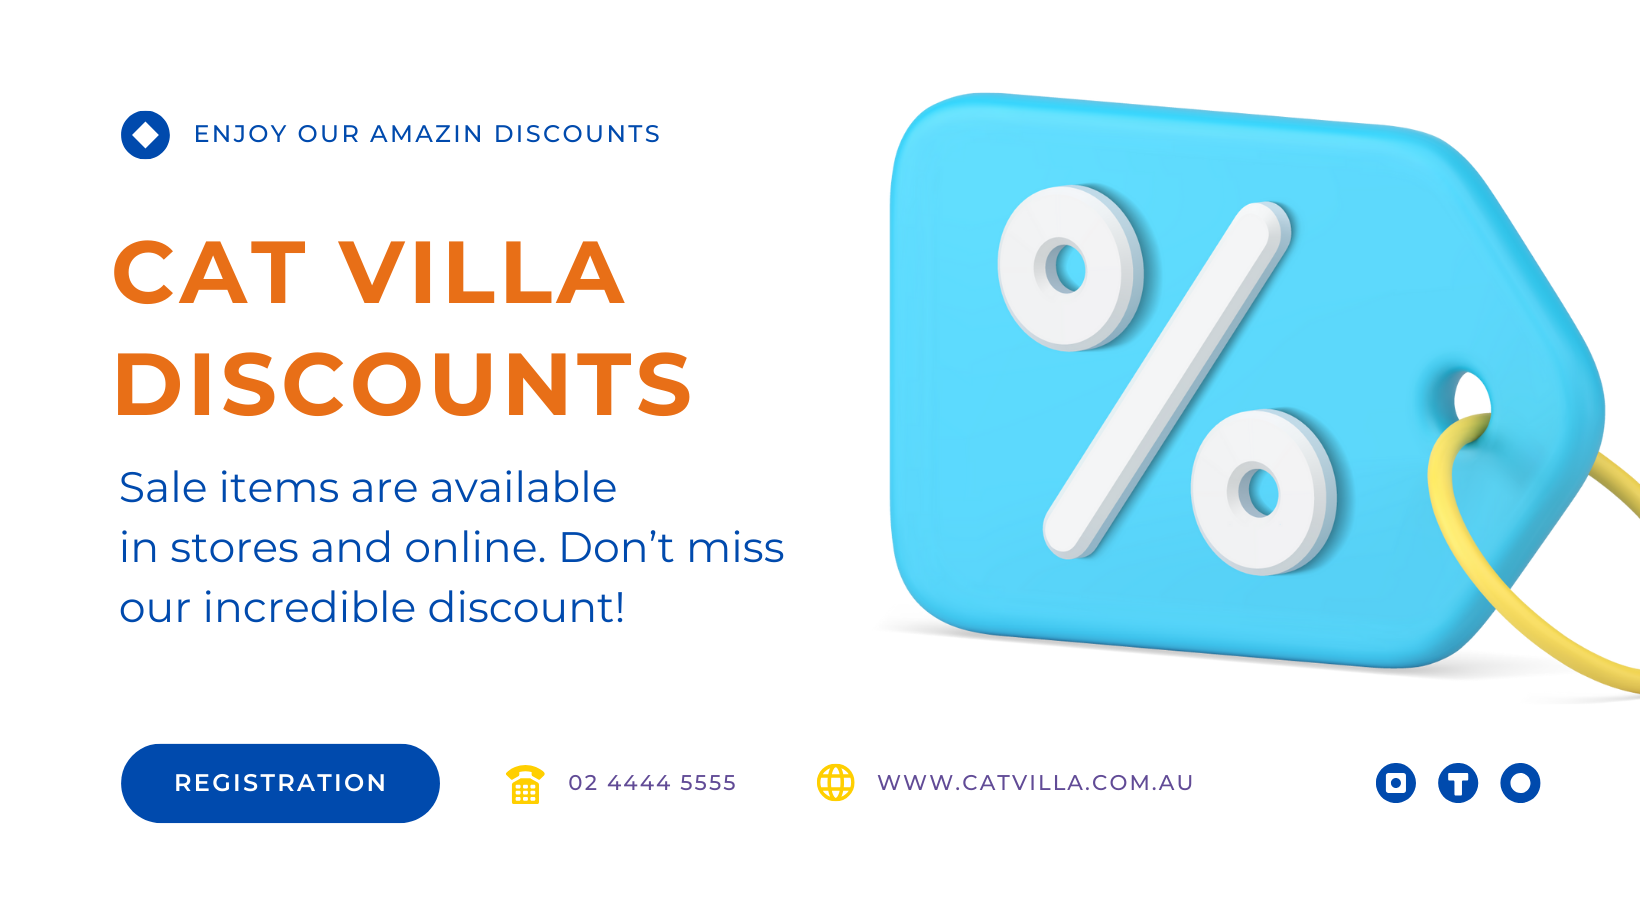 ENJOY OUR AMAZIN DISCOUNTS
CAT VILLA
DISCOUNTS
Sale items are available
in stores and online. Don’t miss
our incredible discount!
%
REGISTRATION
02 4444 5555
WWW.CATVILLA.COM.AU